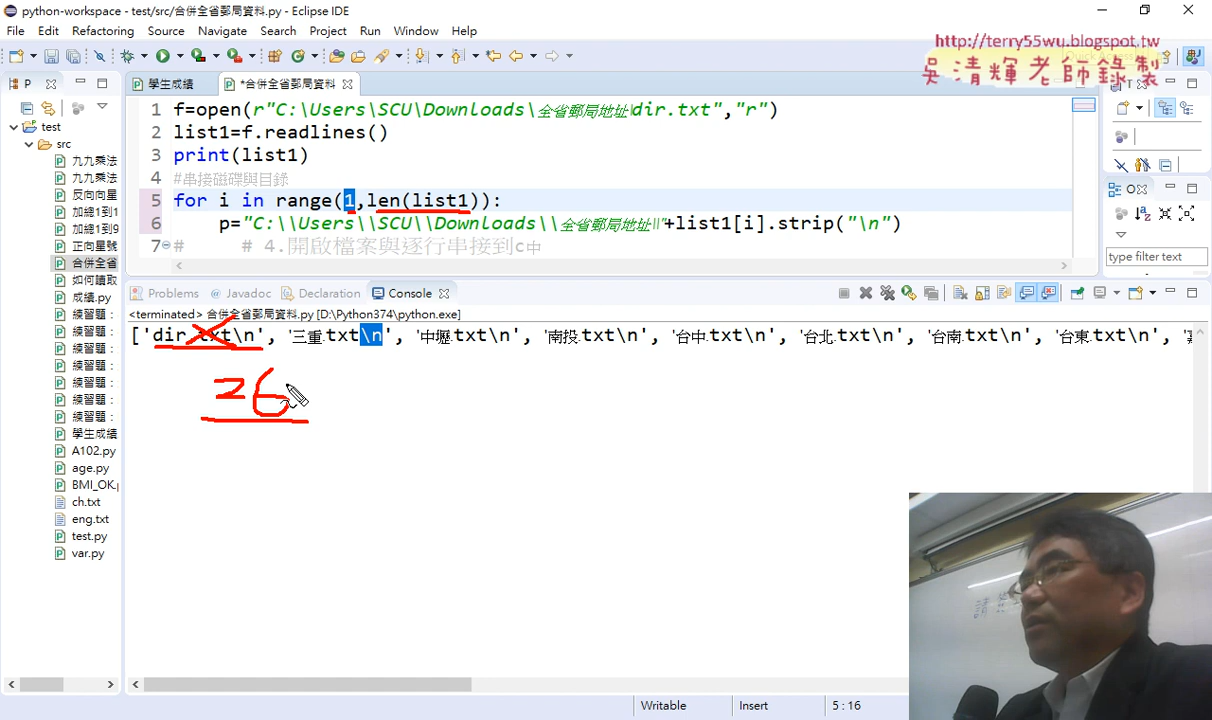 python-workspace - test/src/合併全省郵局資料.py - Eclipse IDE
File Edit Refactoring Source Navigate Search Project Run Window Help
http://terry55wu.blogspot.tw
吳清輝老師錄製
P
學生成績
*合併全省郵局資料
test
src
九九乘法
九九乘法
反向向星
加總1到1
加總1到9
正向星號
合併全省
如何讀取
成績.py
練習題：
練習題：
練習題：
練習題：
練習題：
練習題：
練習題：
學生成績
A102.py
age.py
BMI_OK.p
ch.txt
eng.txt
test.py
var.py
1 f=open(r"C:\Users\SCU\Downloads\全省郵局地址\dir.txt","r")
2 list1=f.readlines()
3 print(list1)
4 #串接磁碟與目錄
5 for i in range(1,len(list1)):
6 p="C:\\Users\\SCU\\Downloads\\全省郵局地址\\"+list1[i].strip("\n")
7 # # 4.開啟檔案與逐行串接到c中
T
O
type filter text
Problems Javadoc Declaration Console
<terminated> 合併全省郵局資料.py [D:\Python374\python.exe]
['dir.txt\n', '三重.txt\n', '中壢.txt\n', '南投.txt\n', '台中.txt\n', '台北.txt\n', '台南.txt\n', '台東.txt\n', '
26
Writable Insert 5 : 16